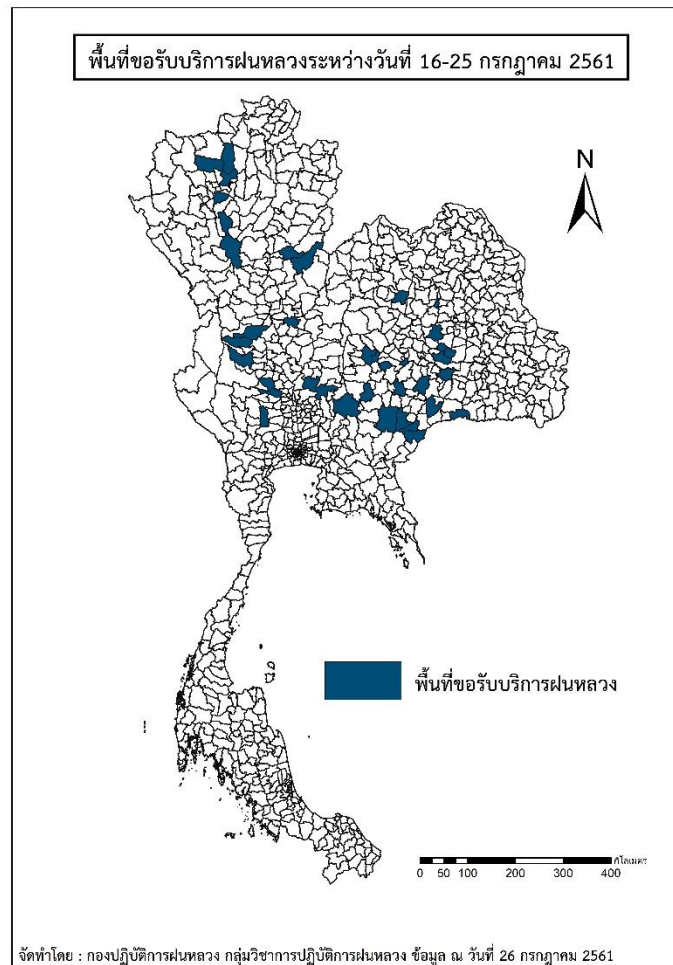 พื้นที่ขอรับบริการฝนหลวงระหว่างวันที่ 16-25 กรกฎาคม 2561
N
พื้นที่ขอรับบริการฝนหลวง
กิโลเมตร
0 50 100 200 300 400
จัดทำโดย : กองปฏิบัติการฝนหลวง กลุ่มวิชาการปฏิบัติการฝนหลวง ข้อมูล ณ วันที่ 26 กรกฎาคม 2561